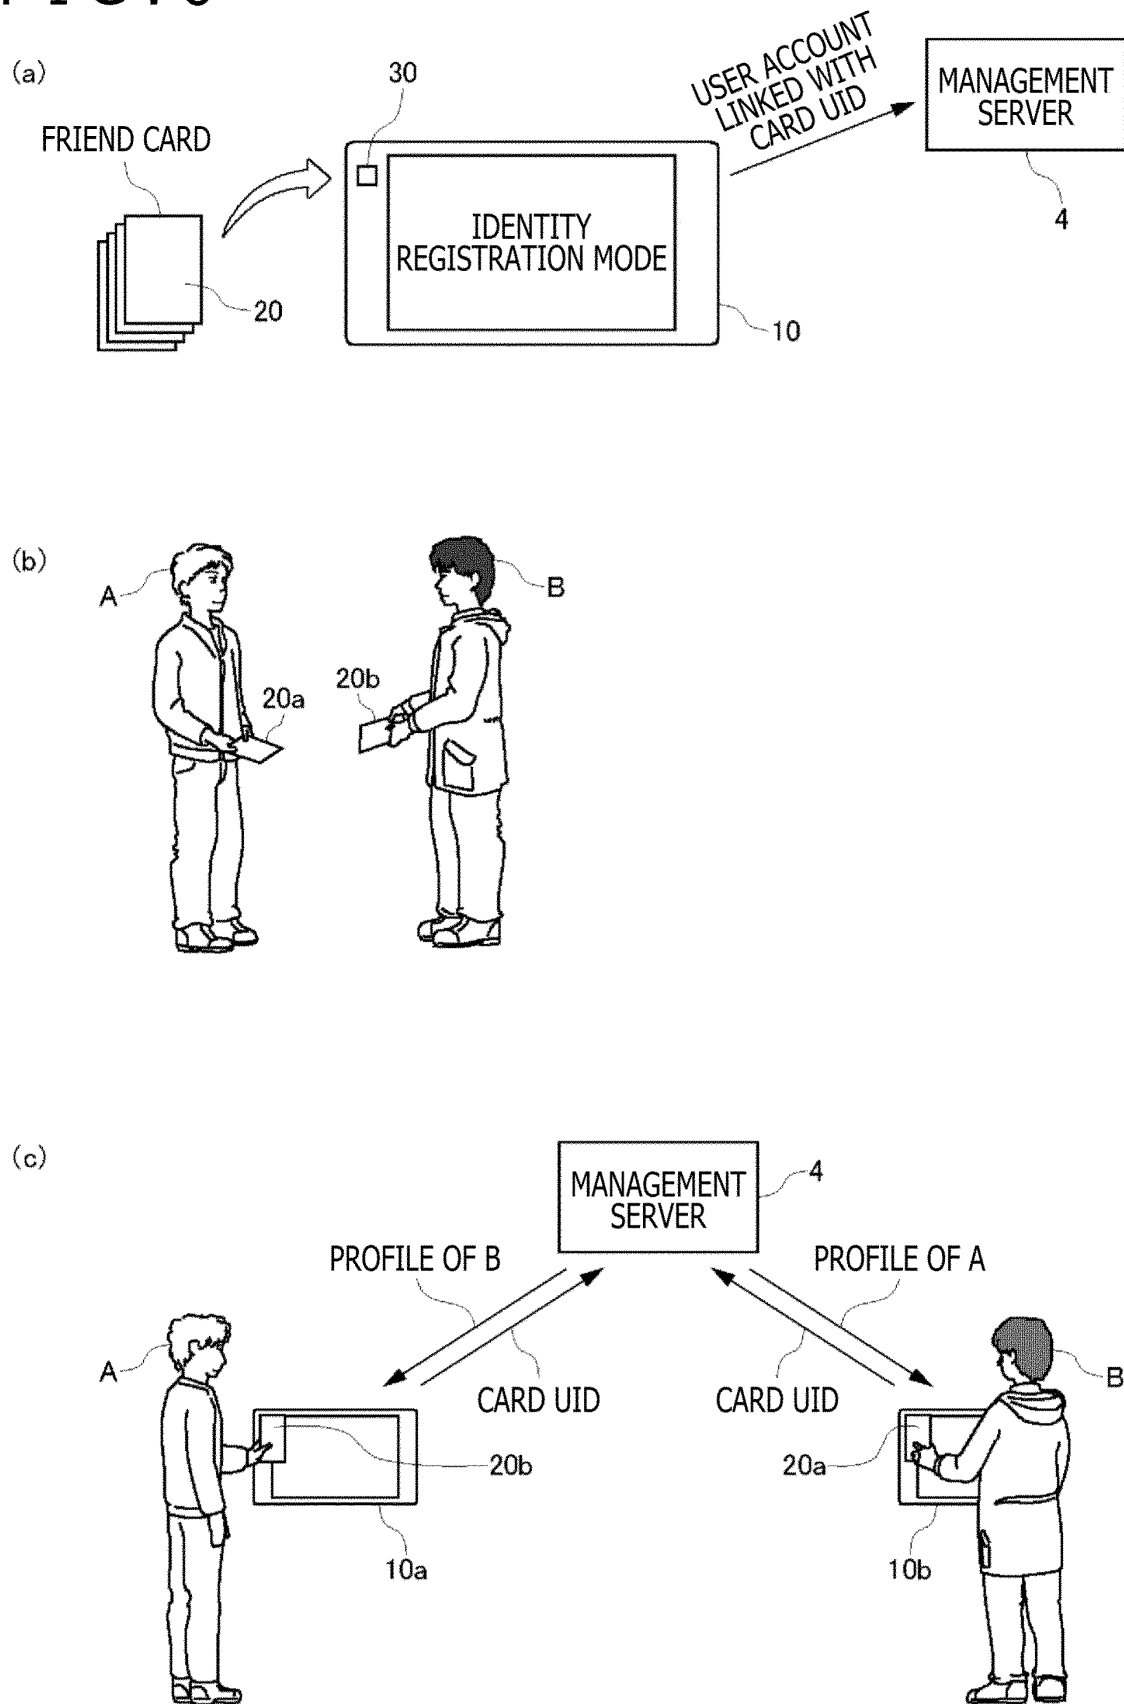 (a)
30
USER ACCOUNT
LINKED WITH
CARD UID
MANAGEMENT
SERVER
FRIEND CARD
IDENTITY
REGISTRATION MODE
4
20
10
(b)
A
B
20a
20b
(c)
MANAGEMENT
SERVER
4
PROFILE OF B
PROFILE OF A
A
B
CARD UID
CARD UID
20b
20a
10a
10b